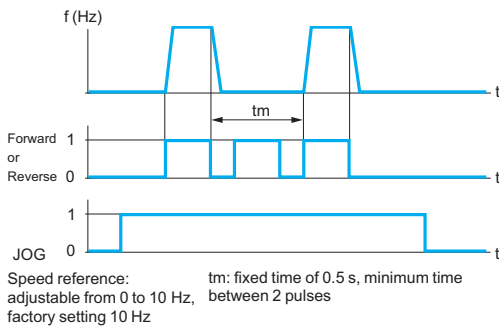 f (Hz)
t
tm
Forward
or
Reverse
1
0
t
1
0
JOG
t
Speed reference:
adjustable from 0 to 10 Hz,
factory setting 10 Hz
tm: fixed time of 0.5 s, minimum time
between 2 pulses